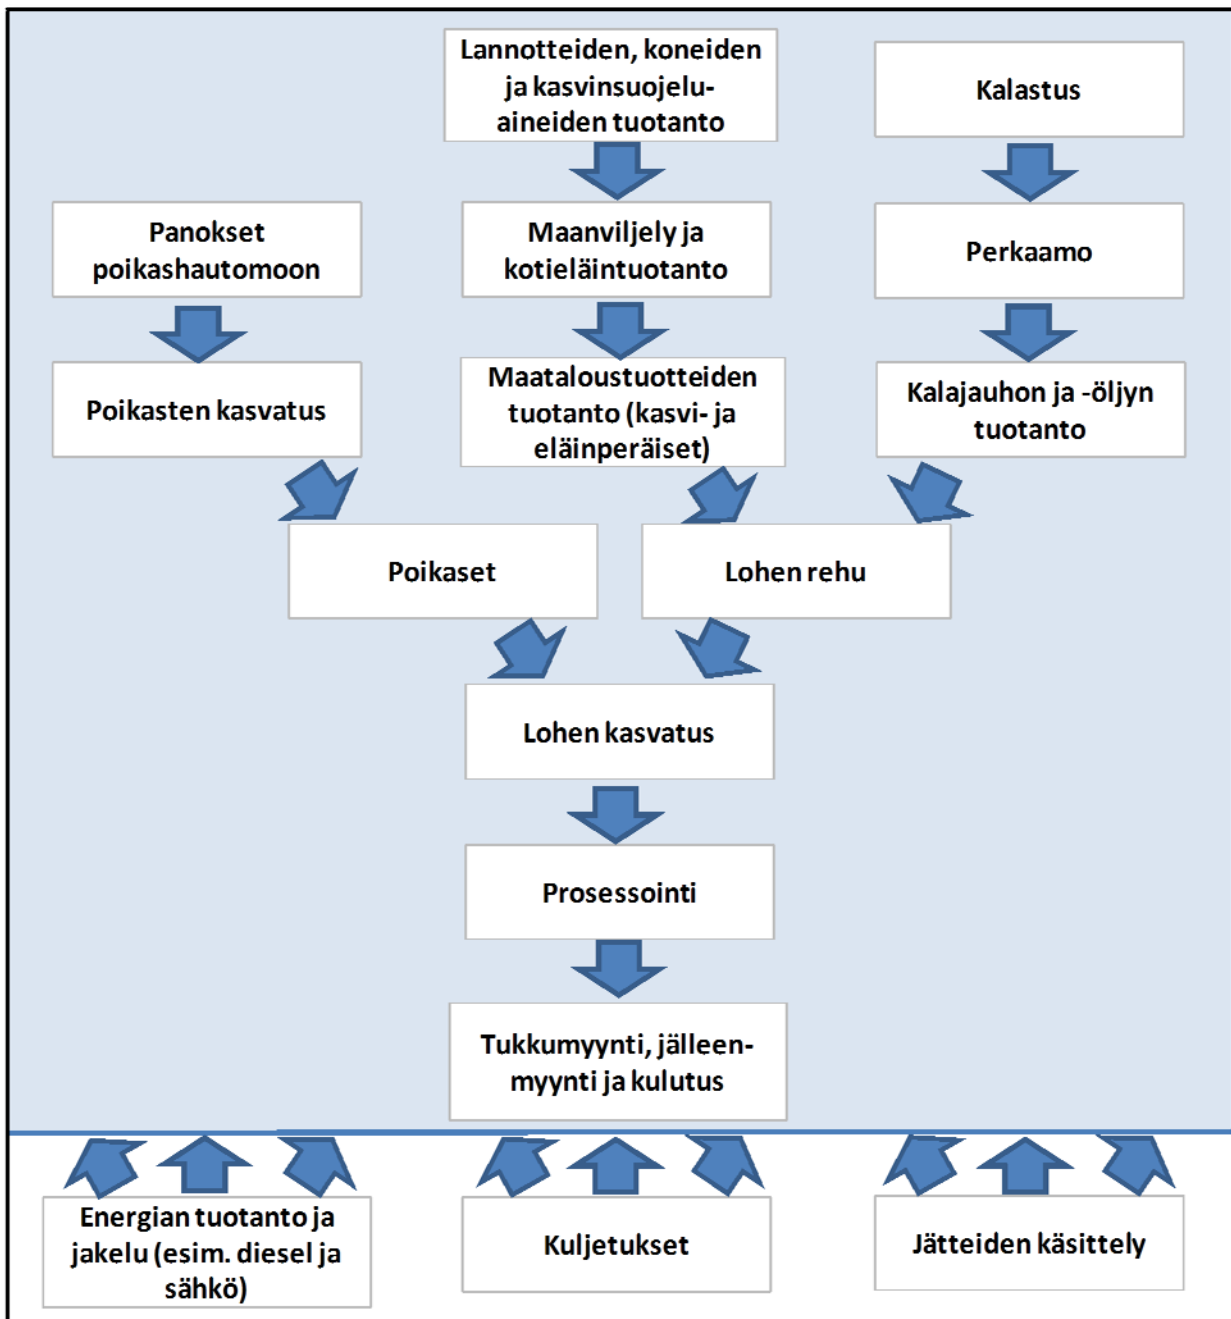 Lannotteiden, koneiden
ja kasvinsuojelu-
aineiden tuotanto
Kalastus
Panokset
poikashautomoon
Maanviljely ja
kotieläintuotanto
Perkaamo
Poikasten kasvatus
Maataloustuotteiden
tuotanto (kasvi- ja
eläinperäiset)
Kalajauhon ja -öljyn
tuotanto
Poikaset
Lohen rehu
Lohen kasvatus
Prosessointi
Tukkumyynti, jälleen-
myynti ja kulutus
Energian tuotanto ja
jakelu (esim. diesel ja
sähkö)
Kuljetukset
Jätteiden käsittely